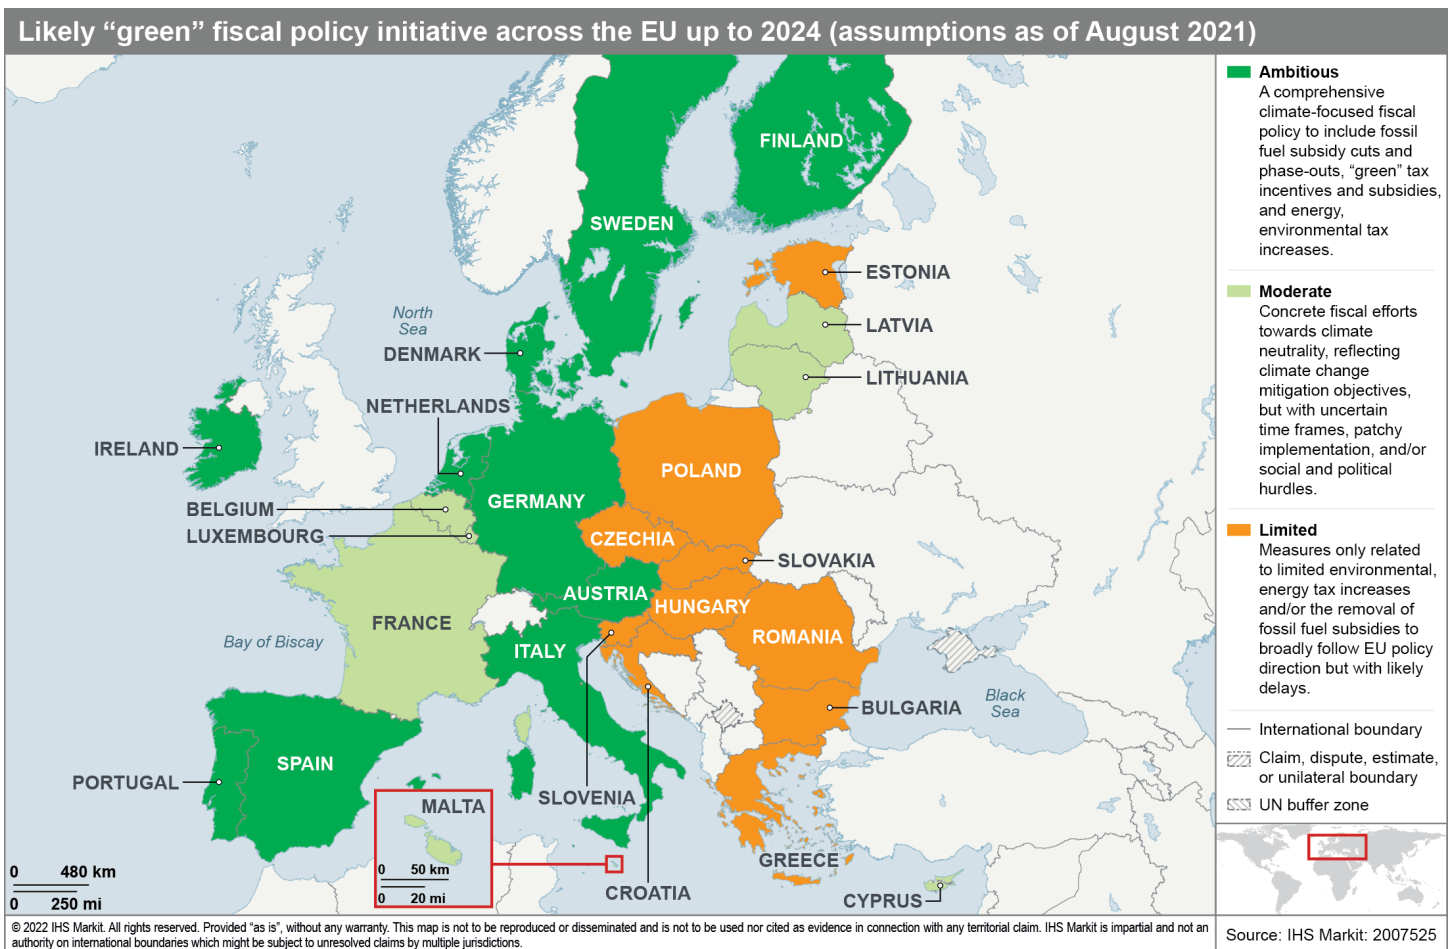 Likely “green” fiscal policy initiative across the EU up to 2024 (assumptions as of August 2021)
FINLAND
SWEDEN
ESTONIA
North
Sea
LATVIA
DENMARK
LITHUANIA
NETHERLANDS
IRELAND
POLAND
GERMANY
BELGIUM
LUXEMBOURG
CZECHIA
SLOVAKIA
AUSTRIA
HUNGARY
FRANCE
ROMANIA
Bay of Biscay
ITALY
Black
Sea
BULGARIA
SPAIN
PORTUGAL
SLOVENIA
MALTA
0 50 km
0 20 mi
GREECE
CROATIA
CYPRUS
0 480 km
0 250 mi
Ambitious
A comprehensive
climate-focused fiscal
policy to include fossil
fuel subsidy cuts and
phase-outs, “green” tax
incentives and subsidies,
and energy,
environmental tax
increases.
Moderate
Concrete fiscal efforts
towards climate
neutrality, reflecting
climate change
mitigation objectives,
but with uncertain
time frames, patchy
implementation, and/or
social and political
hurdles.
Limited
Measures only related
to limited environmental,
energy tax increases
and/or the removal of
fossil fuel subsidies to
broadly follow EU policy
direction but with likely
delays.
International boundary
Claim, dispute, estimate,
or unilateral boundary
UN buffer zone
© 2022 IHS Markit. All rights reserved. Provided “as is”, without any warranty. This map is not to be reproduced or disseminated and is not to be used nor cited as evidence in connection with any territorial claim. IHS Markit is impartial and not an
authority on international boundaries which might be subject to unresolved claims by multiple jurisdictions.
Source: IHS Markit: 2007525